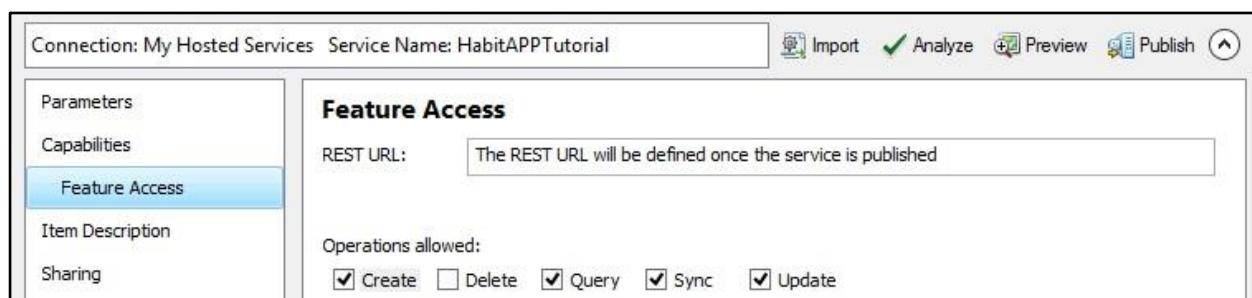 Connection: My Hosted Services Service Name: HabitAPPTutorial
Import Analyze Preview Publish
Parameters
Capabilities
Feature Access
Item Description
Sharing
Feature Access
REST URL: The REST URL will be defined once the service is published
Operations allowed:
Create Delete Query Sync Update